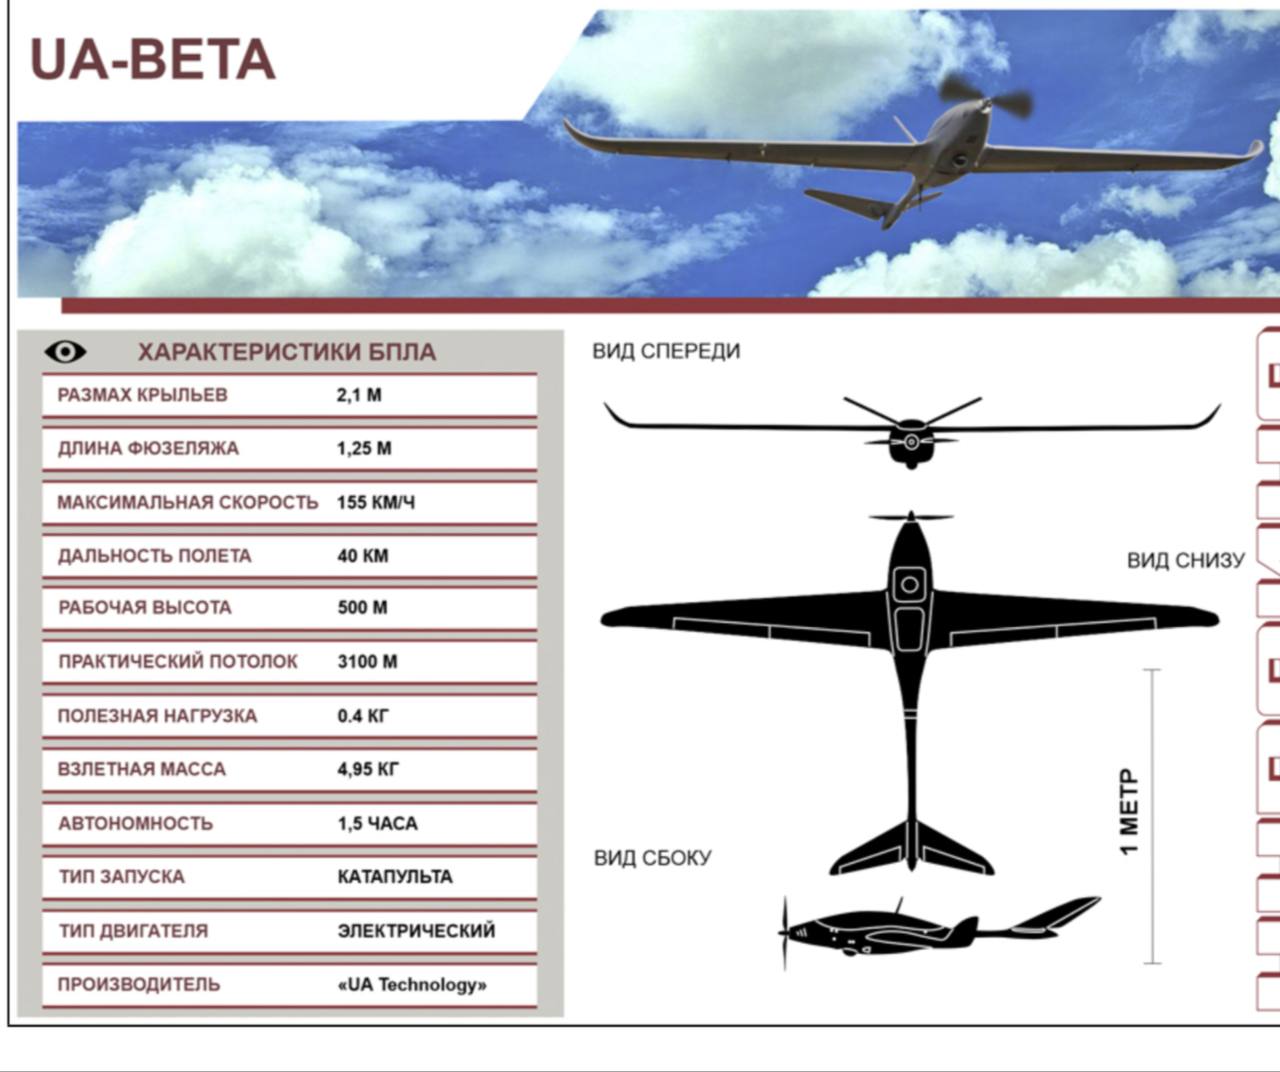 UA-BETA
ХАРАКТЕРИСТИКИ БПЛА
РАЗМАХ КРЫЛЬЕВ 2,1 М
ДЛИНА ФЮЗЕЛЯЖА 1,25 М
МАКСИМАЛЬНАЯ СКОРОСТЬ 155 КМ/Ч
ДАЛЬНОСТЬ ПОЛЕТА 40 КМ
РАБОЧАЯ ВЫСОТА 500 М
ПРАКТИЧЕСКИЙ ПОТОЛОК 3100 М
ПОЛЕЗНАЯ НАГРУЗКА 0.4 КГ
ВЗЛЕТНАЯ МАССА 4,95 КГ
АВТОНОМНОСТЬ 1,5 ЧАСА
ТИП ЗАПУСКА КАТАПУЛЬТА
ТИП ДВИГАТЕЛЯ ЭЛЕКТРИЧЕСКИЙ
ПРОИЗВОДИТЕЛЬ «UA Technology»
ВИД СПЕРЕДИ
ВИД СНИЗУ
1 МЕТР
ВИД СБОКУ